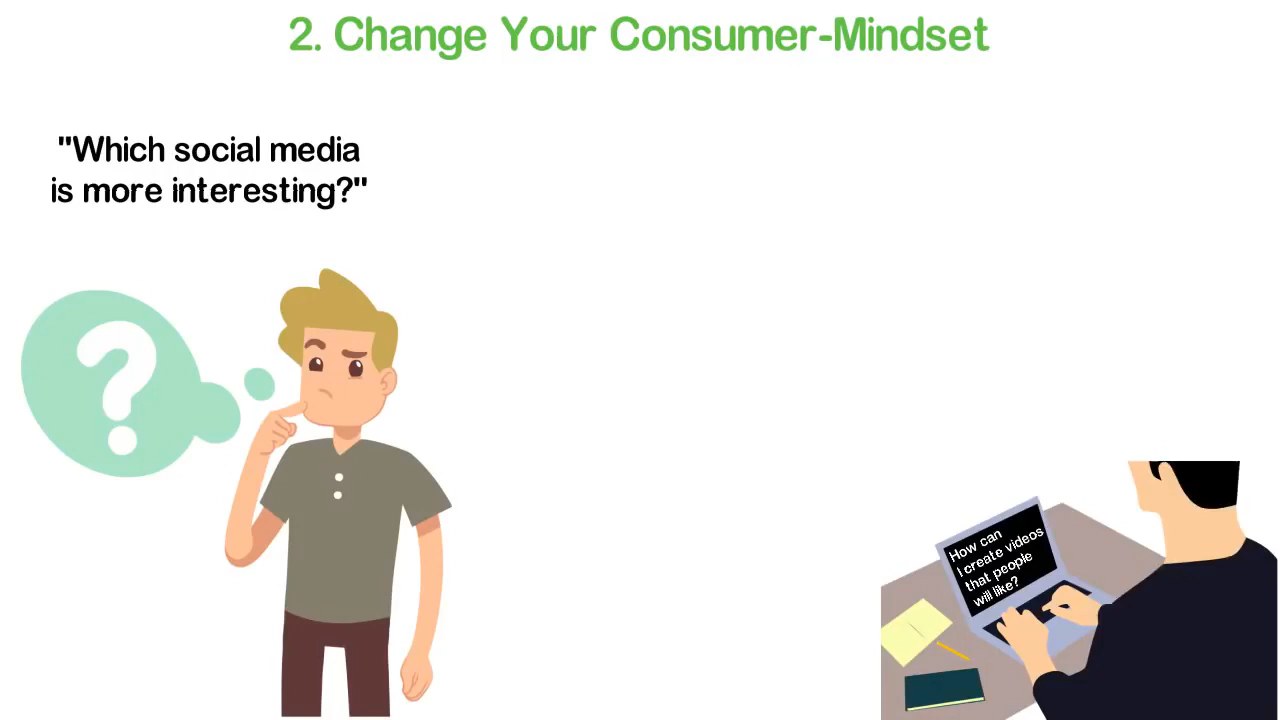 2. Change Your Consumer-Mindset
"Which social media
is more interesting?"
?
How can
I create videos
that people
will like?